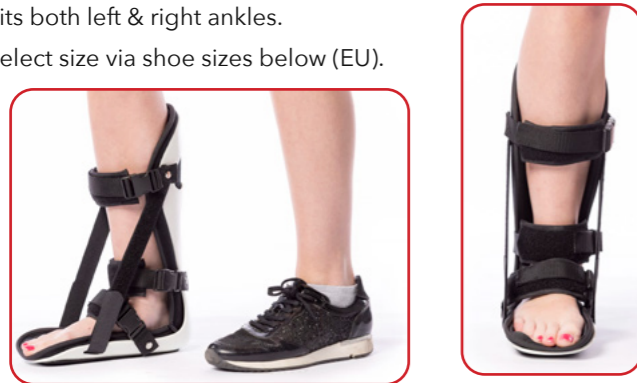 its both left & right ankles.
elect size via shoe sizes below (EU).